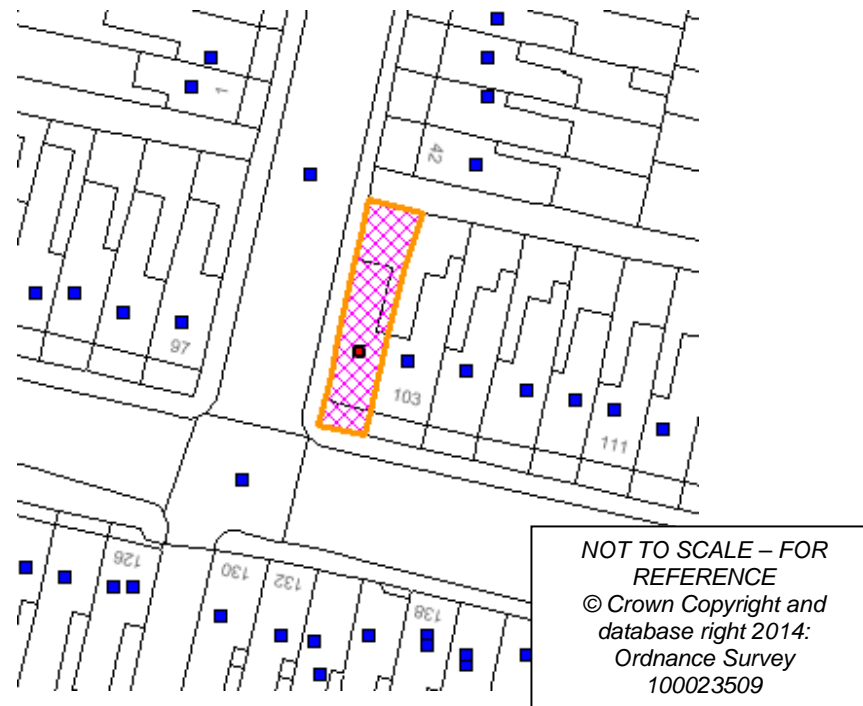 1
42
97
103
111
126
130
132
138
NOT TO SCALE – FOR
REFERENCE
© Crown Copyright and
database right 2014:
Ordnance Survey
100023509